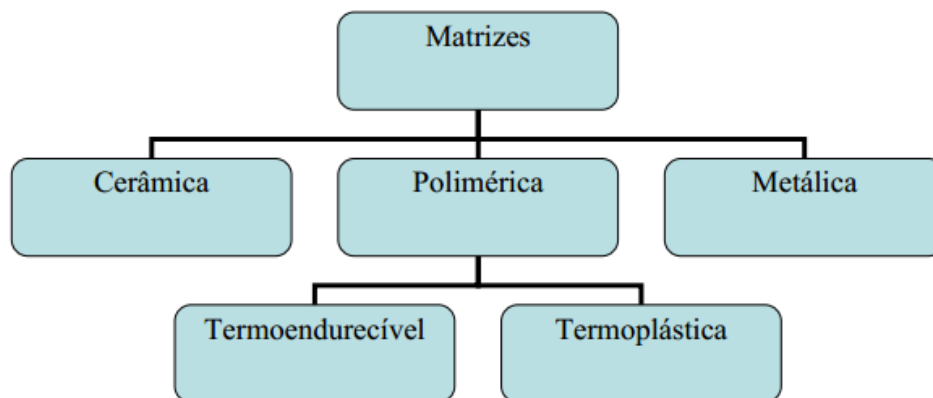 Matrizes
Cerâmica
Polimérica
Metálica
Termoendurecível
Termoplástica